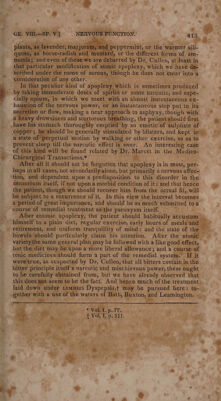 GE. VIII.—SP. V.] NERVOUS FUNCTION. 413
plants, as lavender, marjoram, and peppermint, or the warmer sili-
quose, as horse-radish and mustard, or the different forms of am-
monia; and even of these we are debarred by Dr. Cullen, at least in
that particular modification of atonic apoplexy, which we have de-
scribed under the name of serous, though he does not enter into a
consideration of any other.
In that peculiar kind of apoplexy which is sometimes produced
by taking immoderate doses of spirits or some narcotic, and espe-
cially opium, in which we meet with an almost instantaneous ex-
haustion of the nervous power, or an instantaneous stop put to its
secretion or flow, making a near approach to asphyxy, though with
a heavy drowsiness and stentorous breathing, the patient should first
have his stomach thoroughly emptied by an emetic of sulphate of
copper; he should be generally stimulated by blisters, and kept in
a state of perpetual motion by walking or other exercise, so as to
prevent sleep till the narcotic effect is over. An interesting case
of this kind will be found related by Dr. Marcet in the Medico-
Chirurgical Transactions.*
After all it should not be forgotten that apoplexy is in most, per-
haps in all cases, not secondarily alone, but primarily a nervous affec-
tion, and dependent upon a predisposition to this disorder in the
sensorium itself, if not upon a morbid condition of it: and that hence
the patient, though we should recover him from the actual fit, will
be subject to a recurrence of it. In this view the interval becomes
a period of great importance, and should be as much submitted to a
course of remedial treatment as the paroxysm itself.
After entonic apoplexy, the patient should habitually accustom
himself to a plain diet, regular exercise, early hours of meals and
retirement, and uniform tranquillity of mind: and the state of the
bowels should particularly claim his attention. After the atonic
variety the same general plan may be followed with a like good effect,
but the diet may be upon a more liberal allowance; and a course of
tonic medicines should form a part of the remedial system. If it
were true, as suspected by Dr. Cullen, that all bitters contain in the
bitter principle itself a narcotic and mischievous power, these ought
to be carefully abstained from, but we have already observed that
this does not seem to be the fact. And hence much of the treatment
laid down under LIMOSIS Dyspepsia,† may be pursued here: to-
gether with a use of the waters of Bath, Buxton, and Leamington.
* Vol. I. p. 77.
‡ Vol. I. p. 111.